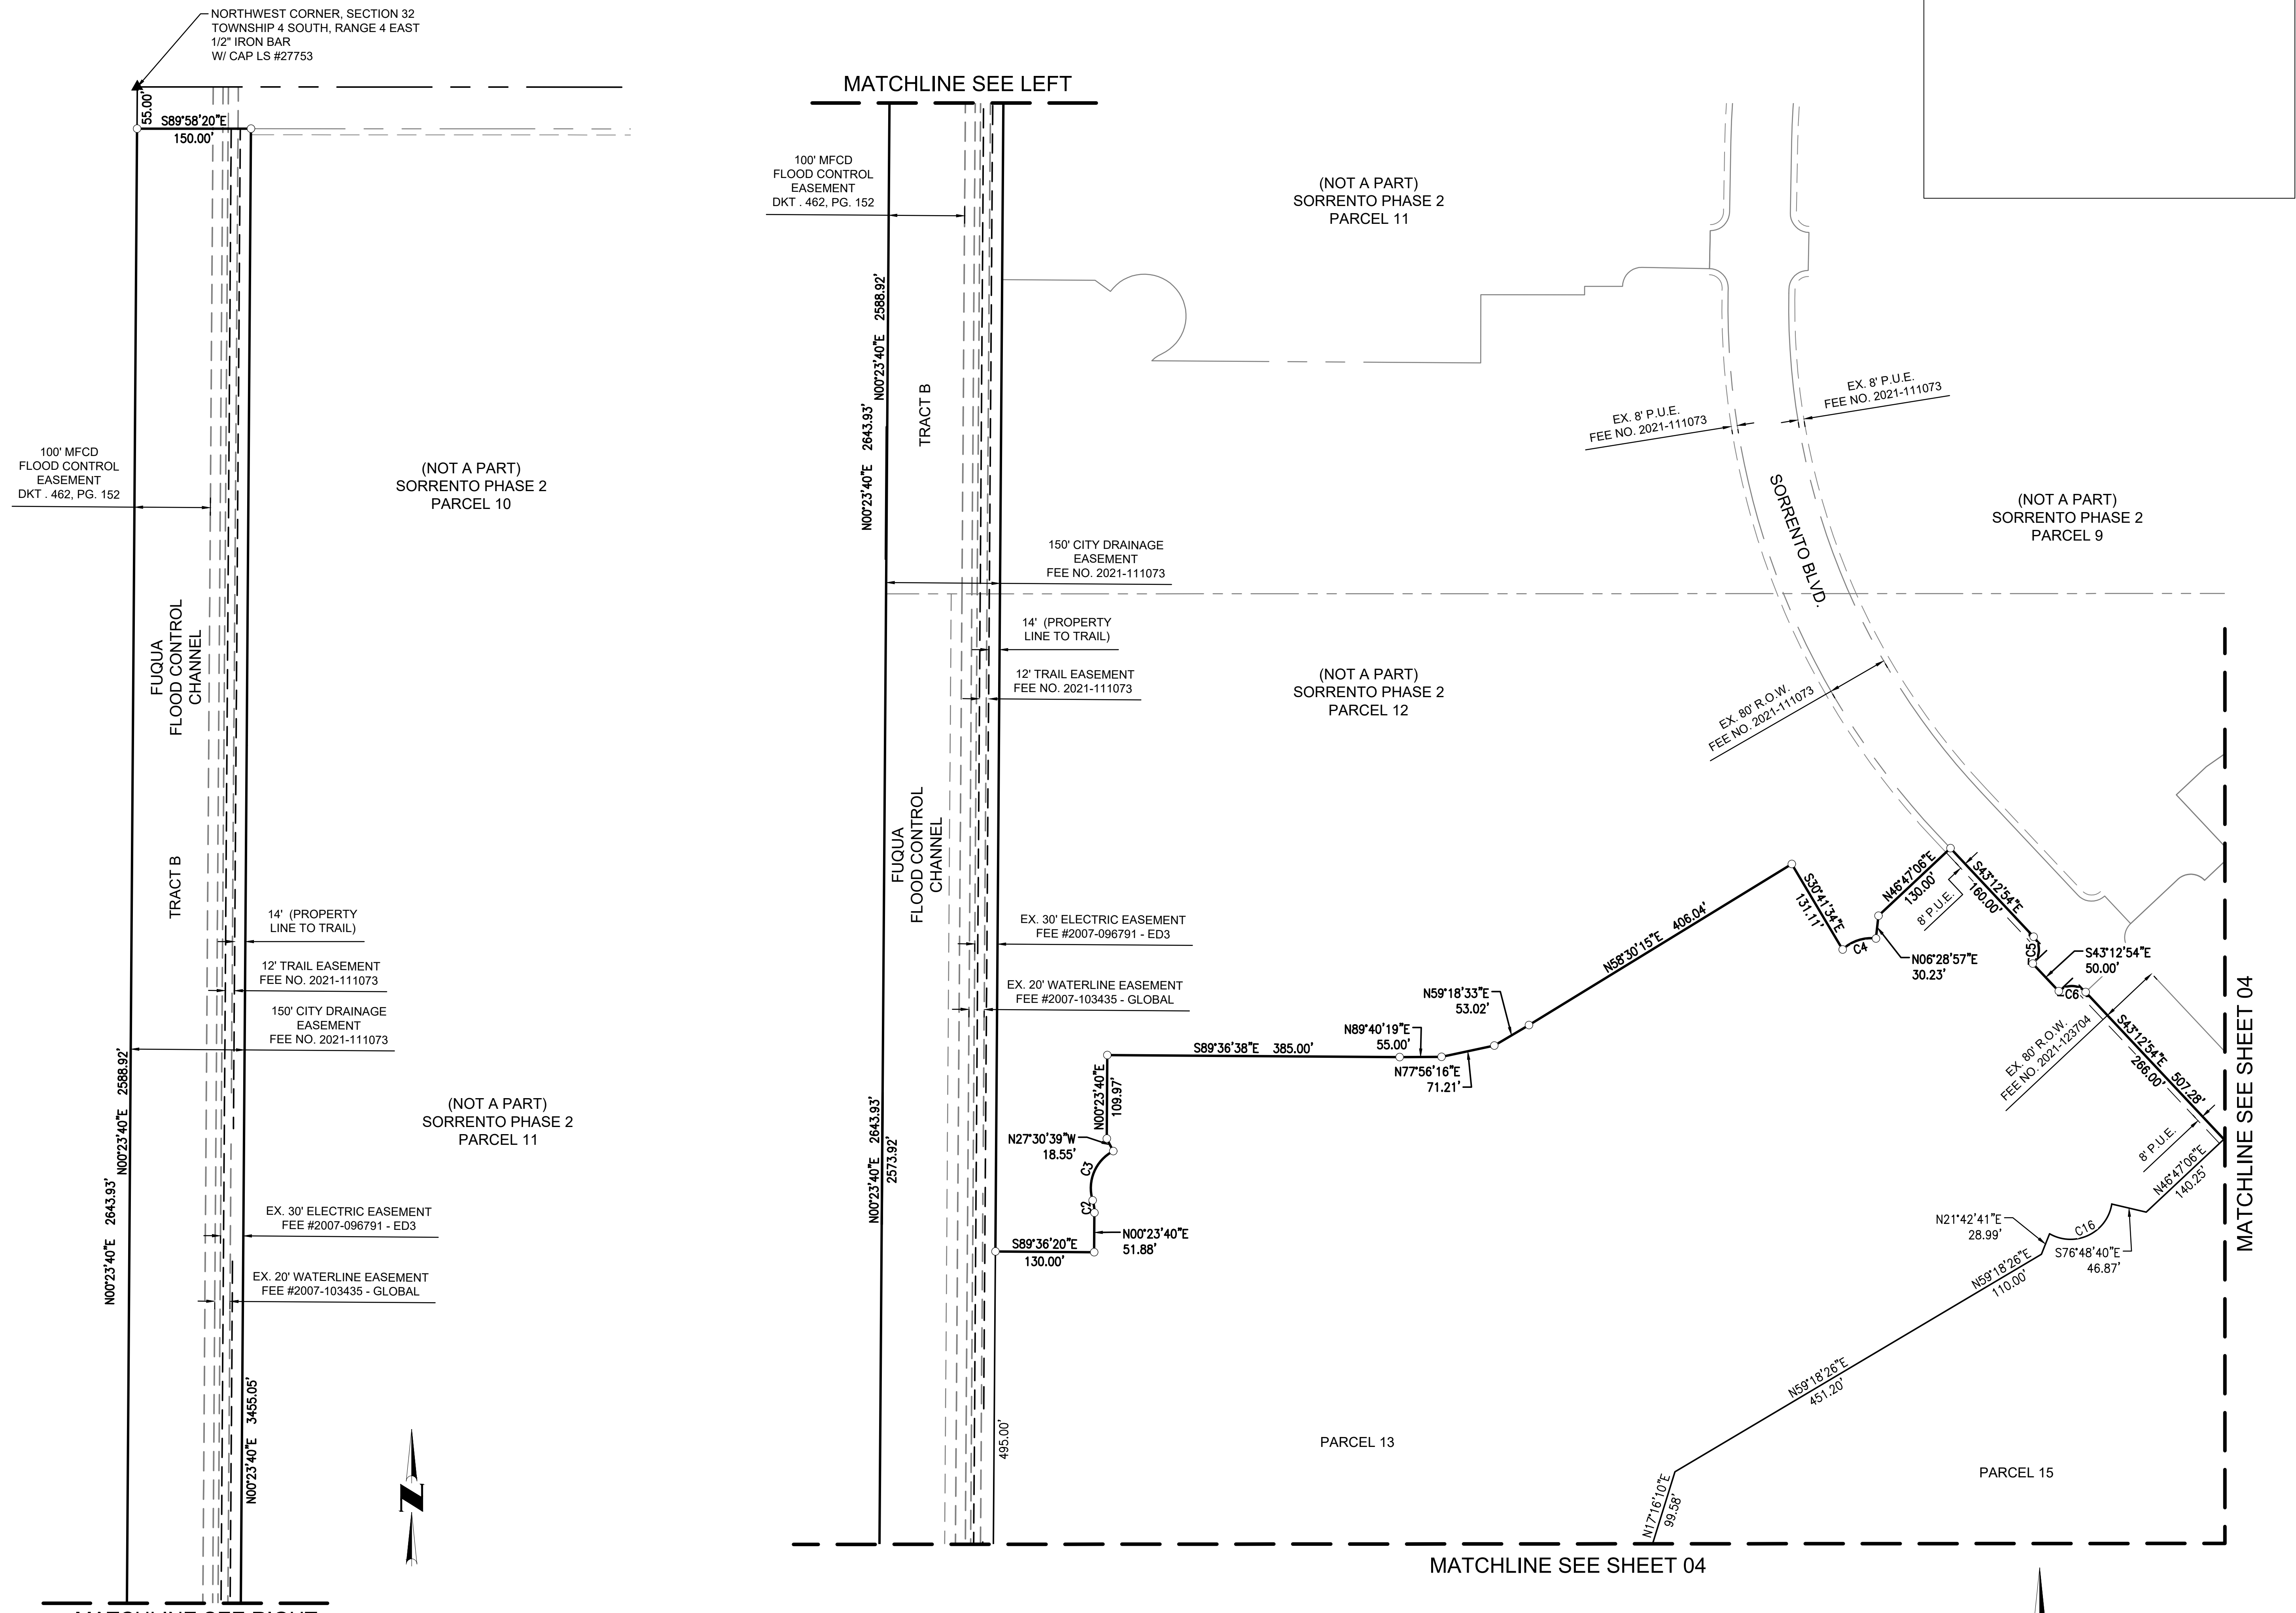 NORTHWEST CORNER, SECTION 32
TOWNSHIP 4 SOUTH, RANGE 4 EAST
1/2" IRON BAR
W/ CAP LS #27753
55.00'
S89°58'20"E
150.00'
100' MFCD
FLOOD CONTROL
EASEMENT
DKT . 462, PG. 152
(NOT A PART)
SORRENTO PHASE 2
PARCEL 10
FUQUA
FLOOD CONTROL
CHANNEL
TRACT B
14' (PROPERTY
LINE TO TRAIL)
12' TRAIL EASEMENT
FEE NO. 2021-111073
150' CITY DRAINAGE
EASEMENT
FEE NO. 2021-111073
N00°23'40"E 2588.92'
N00°23'40"E 2643.93'
(NOT A PART)
SORRENTO PHASE 2
PARCEL 11
EX. 30' ELECTRIC EASEMENT
FEE #2007-096791 - ED3
EX. 20' WATERLINE EASEMENT
FEE #2007-103435 - GLOBAL
N00°23'40"E 3455.05'
N
MATCHLINE SEE RIGHT
MATCHLINE SEE LEFT
100' MFCD
FLOOD CONTROL
EASEMENT
DKT . 462, PG. 152
(NOT A PART)
SORRENTO PHASE 2
PARCEL 11
N00°23'40"E 2588.92'
N00°23'40"E 2643.93'
TRACT B
EX. 8' P.U.E.
FEE NO. 2021-111073
EX. 8' P.U.E.
FEE NO. 2021-111073
SORRENTO BLVD.
(NOT A PART)
SORRENTO PHASE 2
PARCEL 9
150' CITY DRAINAGE
EASEMENT
FEE NO. 2021-111073
14' (PROPERTY
LINE TO TRAIL)
12' TRAIL EASEMENT
FEE NO. 2021-111073
(NOT A PART)
SORRENTO PHASE 2
PARCEL 12
EX. 80' R.O.W.
FEE NO. 2021-111073
FUQUA
FLOOD CONTROL
CHANNEL
EX. 30' ELECTRIC EASEMENT
FEE #2007-096791 - ED3
EX. 20' WATERLINE EASEMENT
FEE #2007-103435 - GLOBAL
N00°23'40"E 2643.93'
2573.92'
S89°36'20"E
130.00'
N00°23'40"E
51.88'
C2
C3
N27°30'39"W
18.55'
N00°23'40"E
109.97'
S89°36'38"E 385.00'
N89°40'19"E
55.00'
N77°56'16"E
71.21'
N59°18'33"E
53.02'
N58°30'15"E 406.04'
S30°41'34"E
131.11'
C4
N06°28'57"E
30.23'
N46°47'06"E
130.00'
8' P.U.E.
S43°12'54"E
160.00'
C5
S43°12'54"E
50.00'
C6
EX. 80' R.O.W.
FEE NO. 2021-123704
S43°12'54"E 507.28'
266.00'
8' P.U.E.
N46°47'06"E
140.25'
S76°48'40"E
46.87'
C16
N21°42'41"E
28.99'
N59°18'26"E
110.00'
N59°18'26"E
451.20'
N17°16'10"E
99.58'
495.00'
PARCEL 13
PARCEL 15
MATCHLINE SEE SHEET 04
MATCHLINE SEE SHEET 04